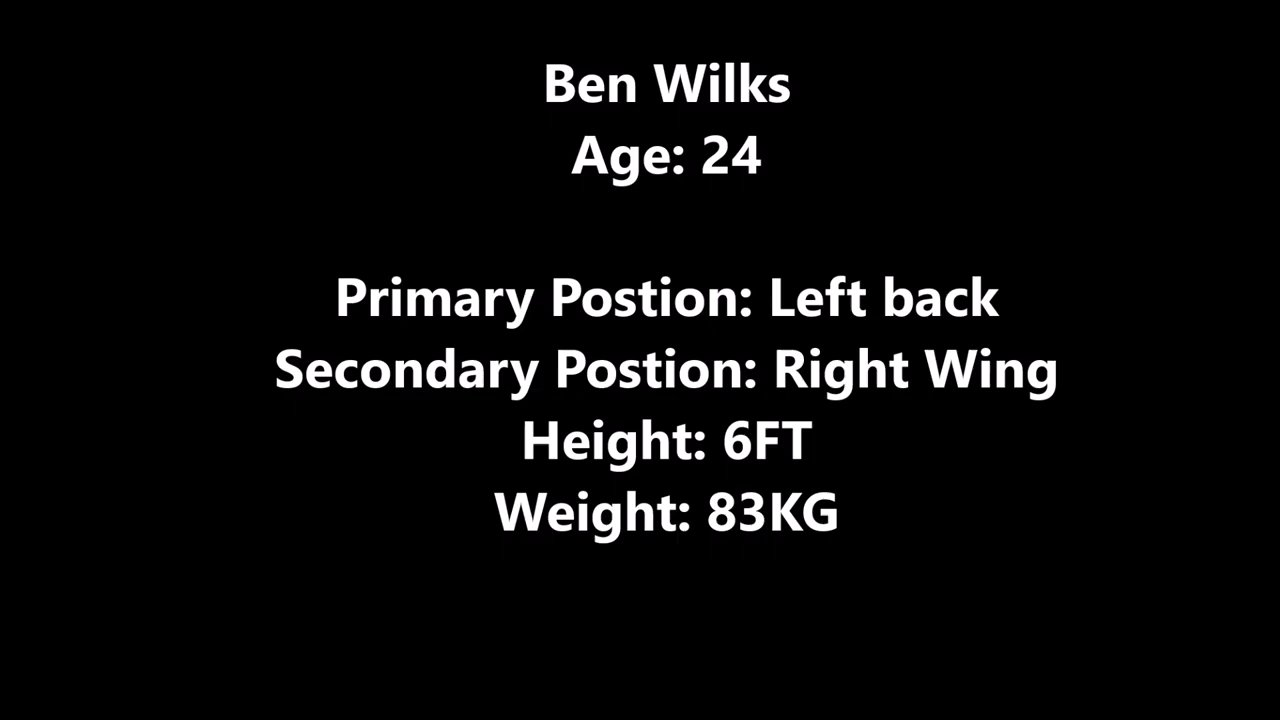 Ben Wilks
Age: 24
Primary Postion: Left back
Secondary Postion: Right Wing
Height: 6FT
Weight: 83KG